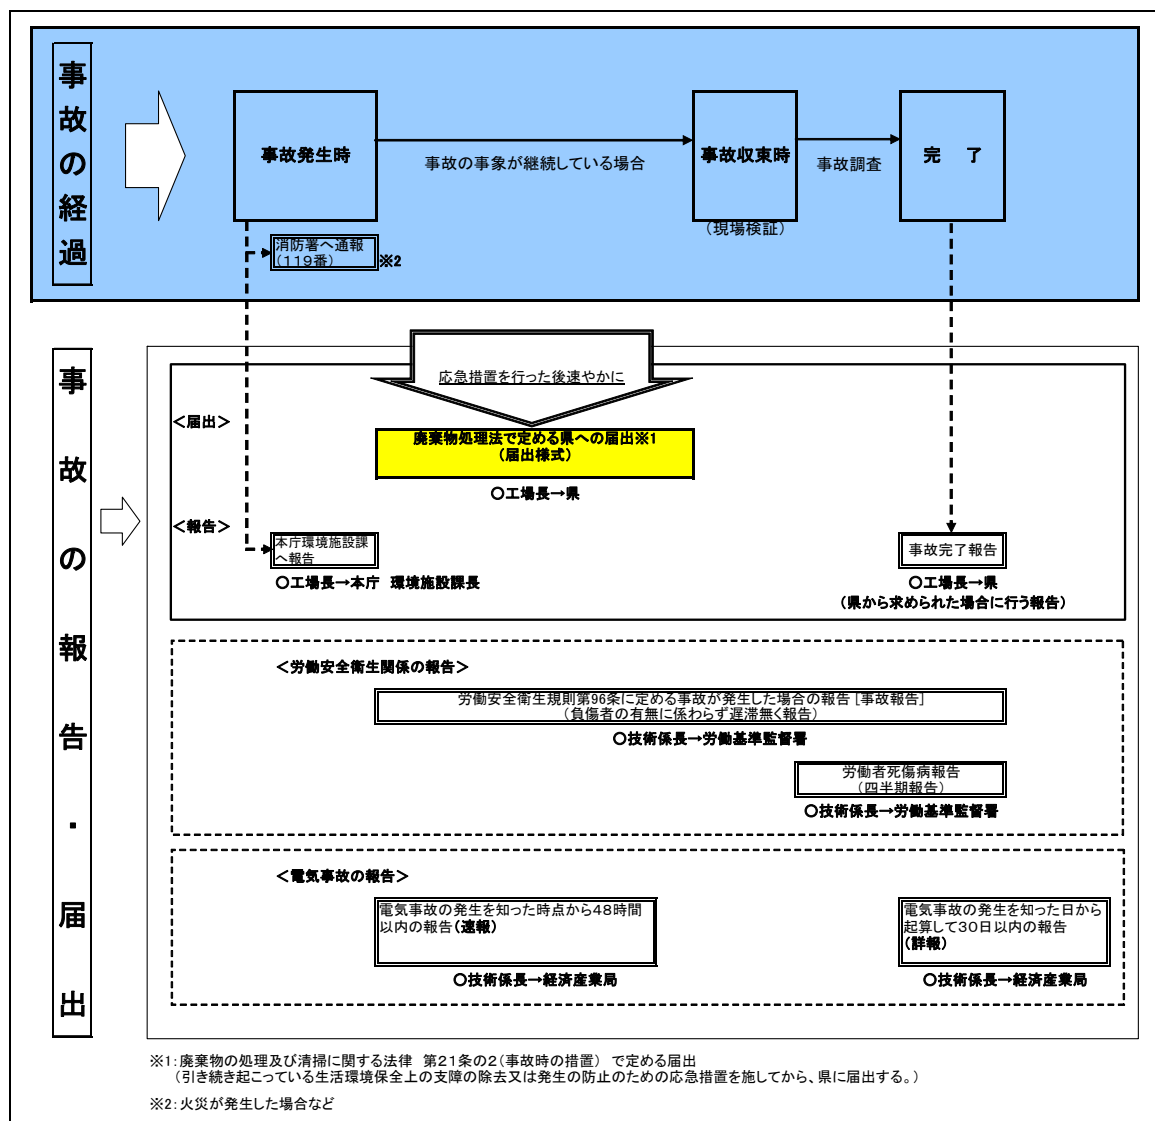 事故の経過
事故発生時
事故の事象が継続している場合
事故収束時
(現場検証)
事故調査
完　了
消防署へ通報
(119番)
※2
事故の報告・届出
応急措置を行った後速やかに
<届出>
廃棄物処理法で定める県への届出※1
(届出様式)
○工場長→県
<報告>
本庁環境施設課
へ報告
○工場長→本庁　環境施設課長
事故完了報告
○工場長→県
(県から求められた場合に行う報告)
<労働安全衛生関係の報告>
労働安全衛生規則第96条に定める事故が発生した場合の報告[事故報告]
(負傷者の有無に係わらず遅滞無く報告)
○技術係長→労働基準監督署
労働者死傷病報告
(四半期報告)
○技術係長→労働基準監督署
<電気事故の報告>
電気事故の発生を知った時点から48時間
以内の報告(速報)
○技術係長→経済産業局
電気事故の発生を知った日から
起算して30日以内の報告
(詳報)
○技術係長→経済産業局
※1:廃棄物の処理及び清掃に関する法律　第21条の2(事故時の措置)　で定める届出
(引き続き起こっている生活環境保全上の支障の除去又は発生の防止のための応急措置を施してから、県に届出する。)
※2:火災が発生した場合など